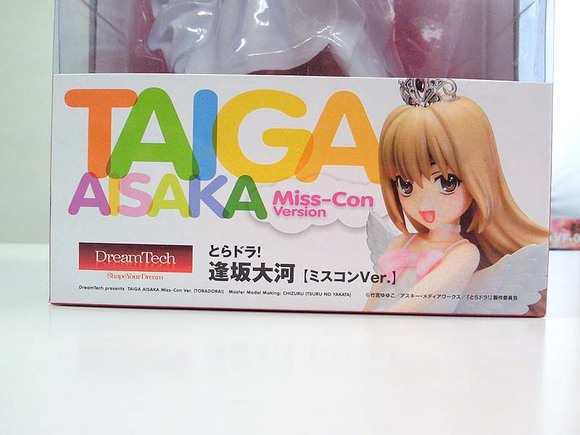 TAIGA
AISAKA
Miss-Con
Version
DreamTech
ShapeYourDream
とらドラ!
逢坂大河【ミスコンVer.】
DreamTech presents TAIGA AISAKA Miss-Con Ver. (TORADORA!) Master Model Making: CHIZURU (TSURU NO YAKATA)
©竹宮ゆゆこ/アスキー・メディアワークス/「とらドラ!」製作委員会